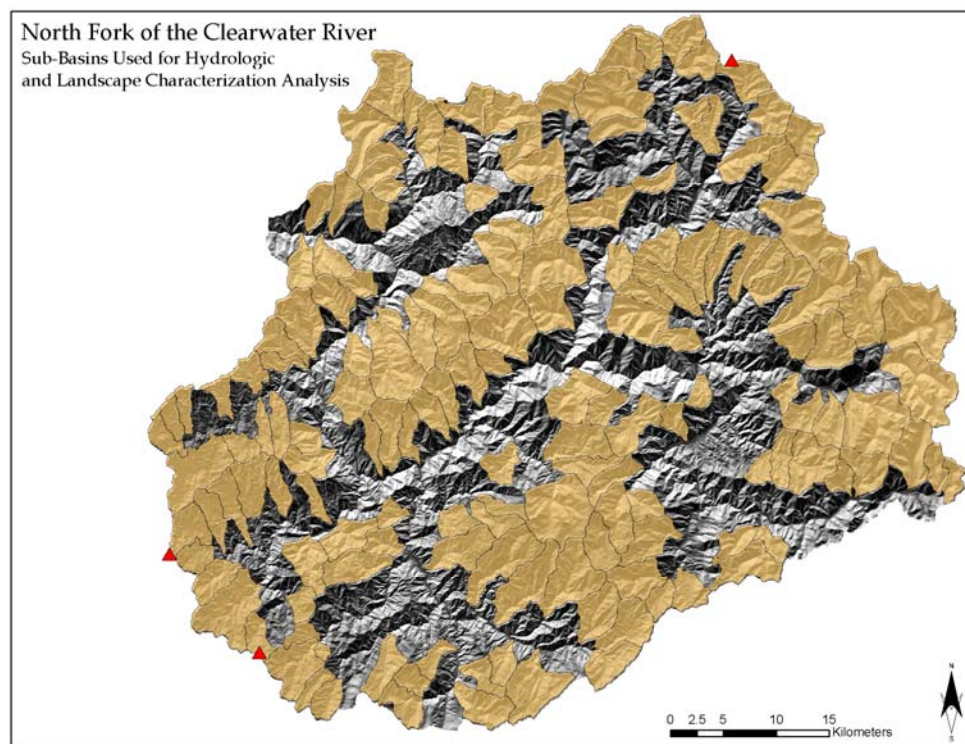 North Fork of the Clearwater River
Sub-Basins Used for Hydrologic
and Landscape Characterization Analysis
N
S
0 2.5 5 10 15
Kilometers